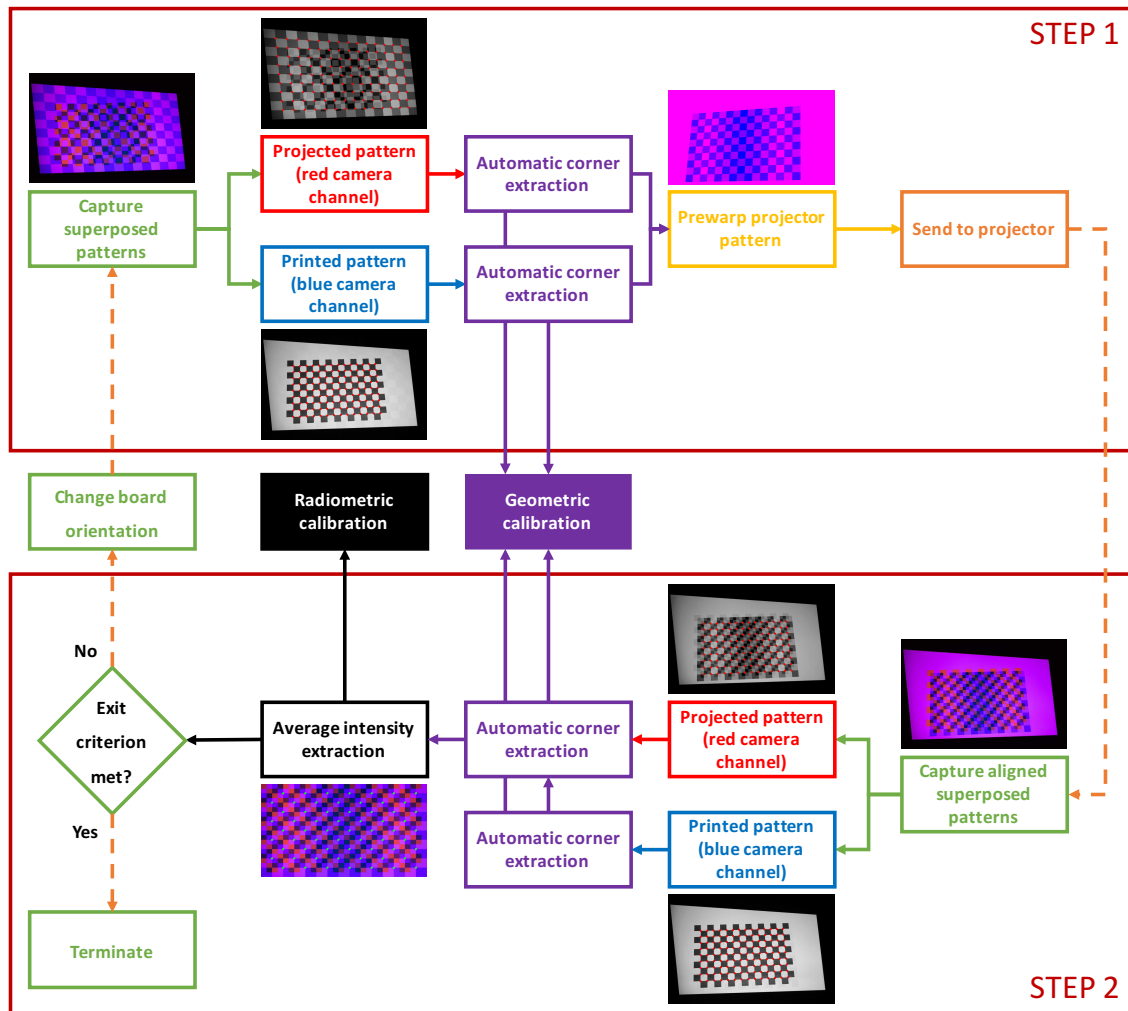 STEP 1
Capture
superposed
patterns
Projected pattern
(red camera
channel)
Printed pattern
(blue camera
channel)
Automatic corner
extraction
Automatic corner
extraction
Prewarp projector
pattern
Send to projector
Change board
orientation
Radiometric
calibration
Geometric
calibration
No
Exit
criterion
met?
Yes
Terminate
Average intensity
extraction
Automatic corner
extraction
Automatic corner
extraction
Projected pattern
(red camera
channel)
Printed pattern
(blue camera
channel)
Capture aligned
superposed
patterns
STEP 2